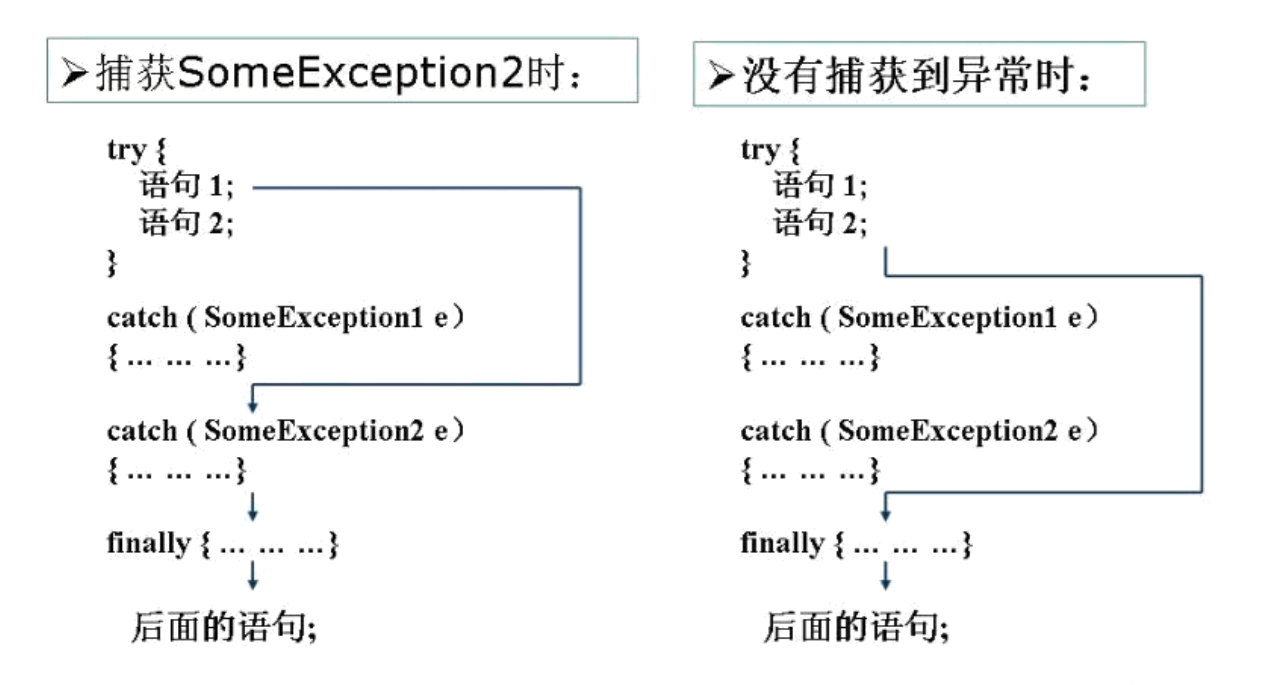 ➢捕获SomeException2时：
try {
语句 1;
语句 2;
}
catch ( SomeException1 e）
{ ... ... ...}
catch ( SomeException2 e）
{ ... ... ...}
finally { ... ... ...}
后面的语句;
➢没有捕获到异常时：
try {
语句 1;
语句 2;
}
catch ( SomeException1 e）
{ ... ... ...}
catch ( SomeException2 e）
{ ... ... ...}
finally { ... ... ...}
后面的语句;